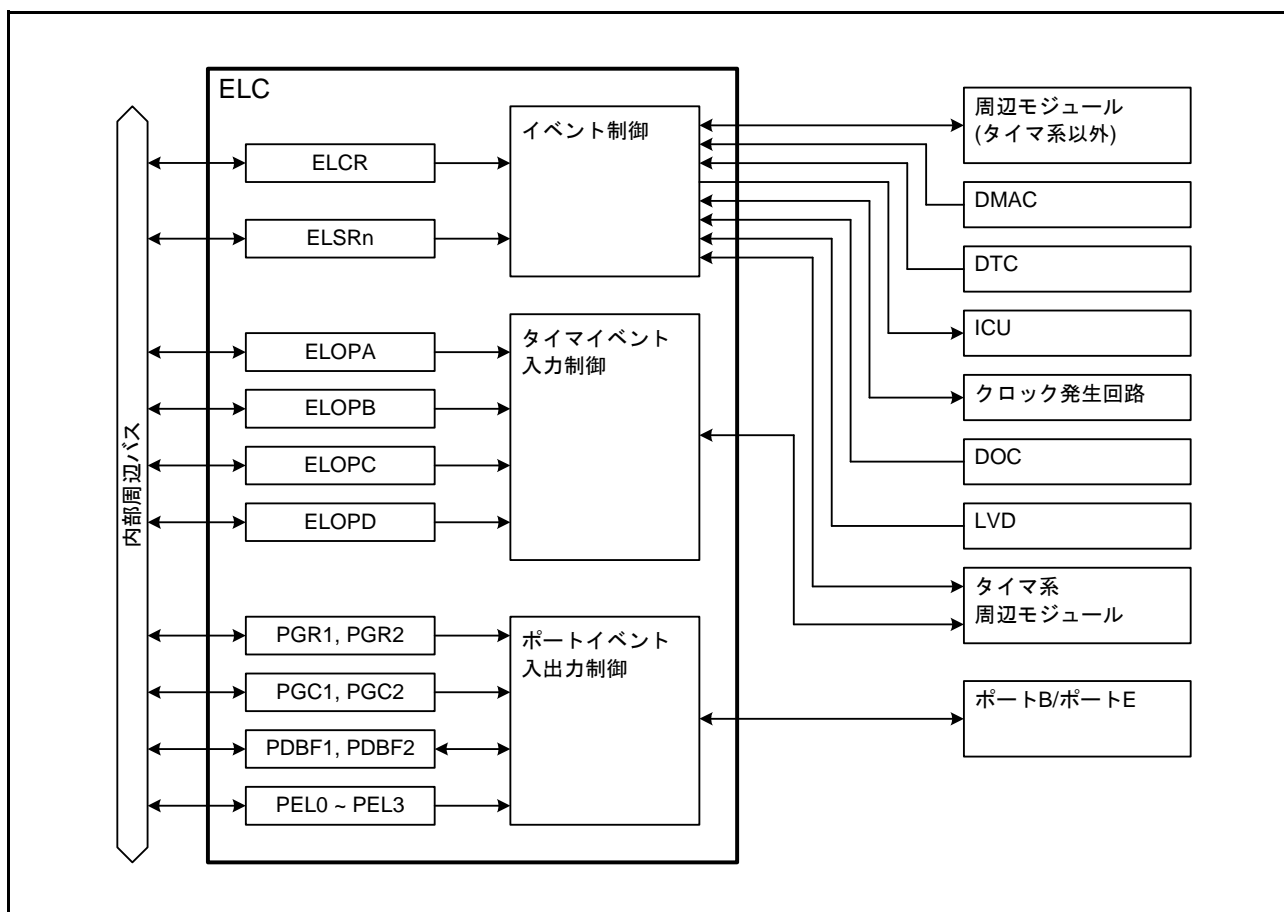 ELC
内部周辺バス
ELCR
ELSRn
ELOPA
ELOPB
ELOPC
ELOPD
PGR1, PGR2
PGC1, PGC2
PDBF1, PDBF2
PEL0 ~ PEL3
イベント制御
タイマイベント
入力制御
ポートイベント
入出力制御
周辺モジュール
(タイマ系以外)
DMAC
DTC
ICU
クロック発生回路
DOC
LVD
タイマ系
周辺モジュール
ポートB/ポートE